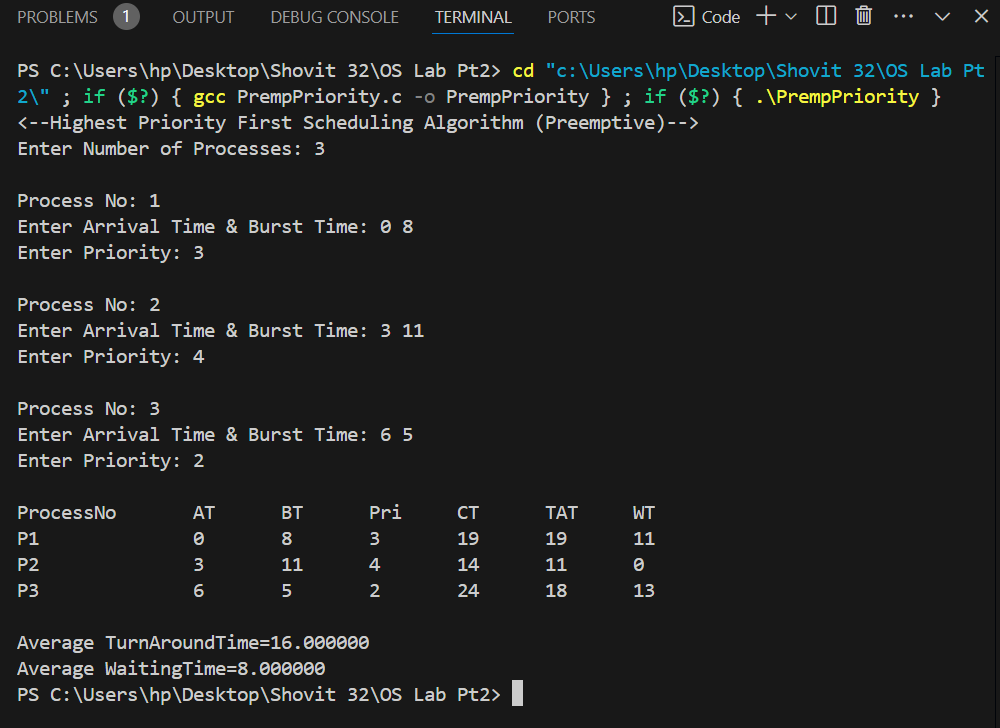 PROBLEMS 1 OUTPUT DEBUG CONSOLE TERMINAL PORTS Code
PS C:\Users\hp\Desktop\Shovit 32\OS Lab Pt2> cd "c:\Users\hp\Desktop\Shovit 32\OS Lab Pt
2\" ; if ($?) { gcc PrempPriority.c -o PrempPriority } ; if ($?) { .\PrempPriority }
<--Highest Priority First Scheduling Algorithm (Preemptive)-->
Enter Number of Processes: 3
Process No: 1
Enter Arrival Time & Burst Time: 0 8
Enter Priority: 3
Process No: 2
Enter Arrival Time & Burst Time: 3 11
Enter Priority: 4
Process No: 3
Enter Arrival Time & Burst Time: 6 5
Enter Priority: 2
ProcessNo AT BT Pri CT TAT WT
P1 0 8 3 19 19 11
P2 3 11 4 14 11 0
P3 6 5 2 24 18 13
Average TurnAroundTime=16.000000
Average WaitingTime=8.000000
PS C:\Users\hp\Desktop\Shovit 32\OS Lab Pt2>